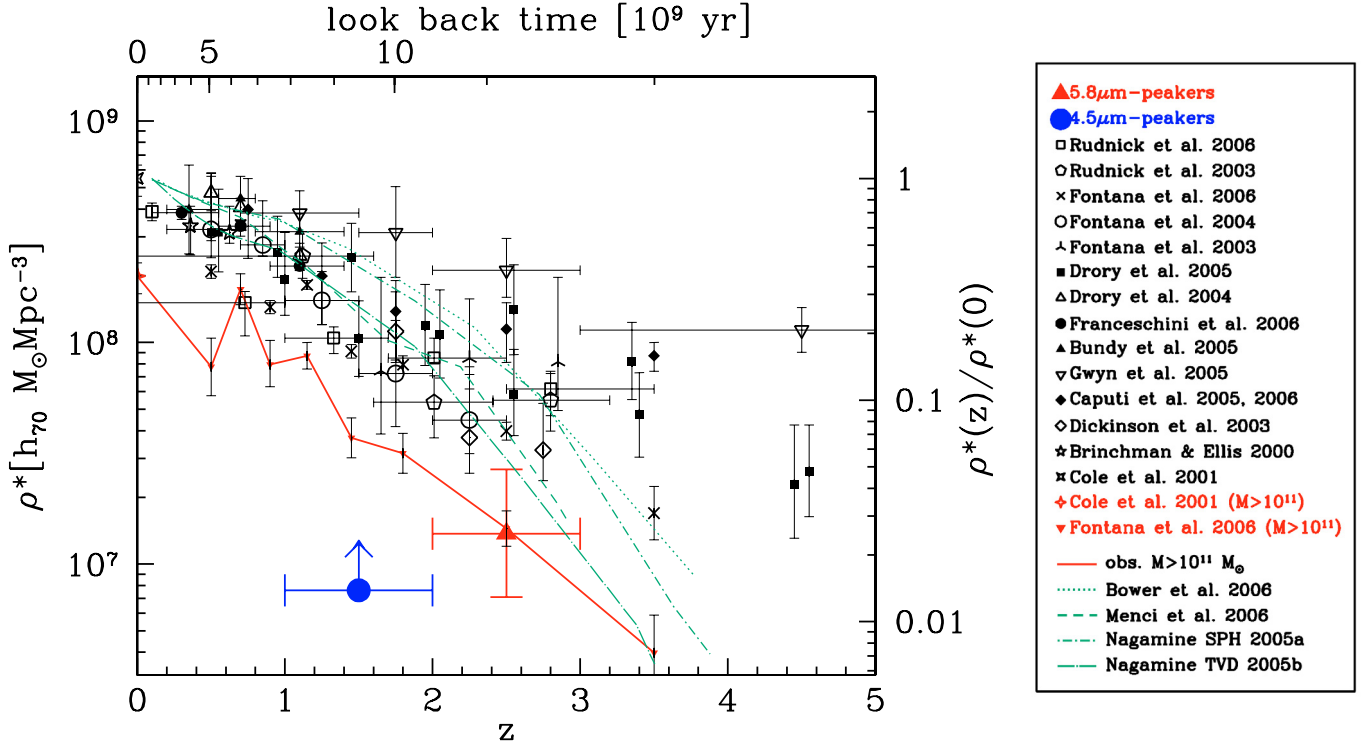 look back time [10⁹ yr]
0 5 10
10⁹
10⁸
10⁷
ρ*[h₇₀ M⊙Mpc⁻³]
1
0.1
0.01
ρ*(z)/ρ*(0)
0 1 2 3 4 5
z
5.8μm-peakers
4.5μm-peakers
Rudnick et al. 2006
Rudnick et al. 2003
Fontana et al. 2006
Fontana et al. 2004
Fontana et al. 2003
Drory et al. 2005
Drory et al. 2004
Franceschini et al. 2006
Bundy et al. 2005
Gwyn et al. 2005
Caputi et al. 2005, 2006
Dickinson et al. 2003
Brinchman & Ellis 2000
Cole et al. 2001
Cole et al. 2001 (M>10¹¹)
Fontana et al. 2006 (M>10¹¹)
obs. M>10¹¹ M⊙
Bower et al. 2006
Menci et al. 2006
Nagamine SPH 2005a
Nagamine TVD 2005b